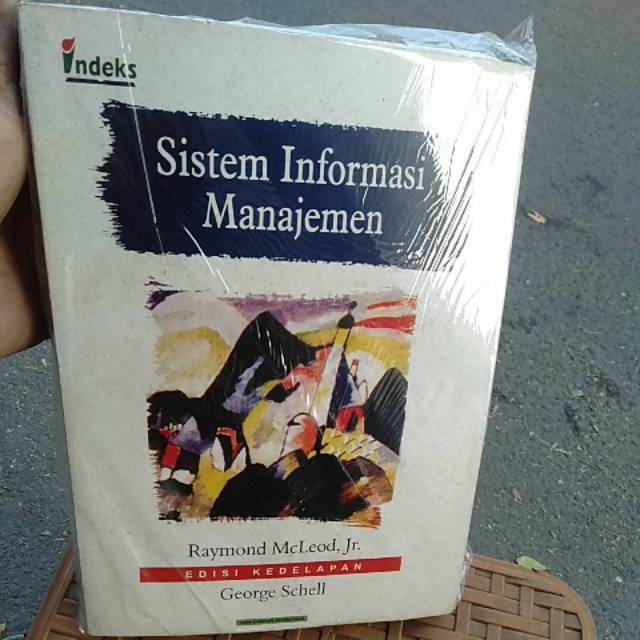 Indeks
Sistem Informasi
Manajemen
Raymond McLeod, Jr.
EDISI KEDELAPAN
George Schell